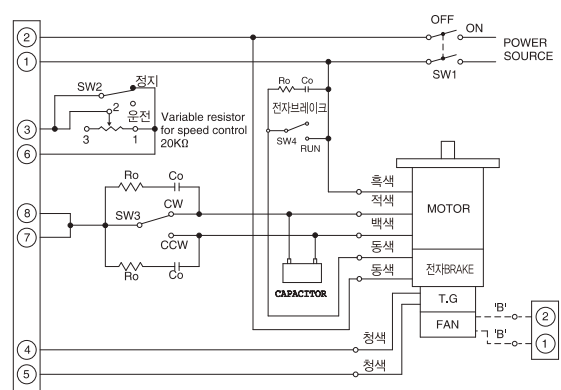 OFF
ON
② 
①
POWER
SOURCE
SW1
SW2
정지
운전
2
3
1
Variable resistor
for speed control
20KΩ
③
⑥
Ro
Co
전자브레이크
SW4
RUN
Ro
Co
CW
SW3
CCW
Ro
Co
⑧
⑦
CAPACITOR
흑색
적색
백색
동색
동색
MOTOR
전자BRAKE
T.G
FAN
'B'
②
'B'
①
④
청색
⑤
청색